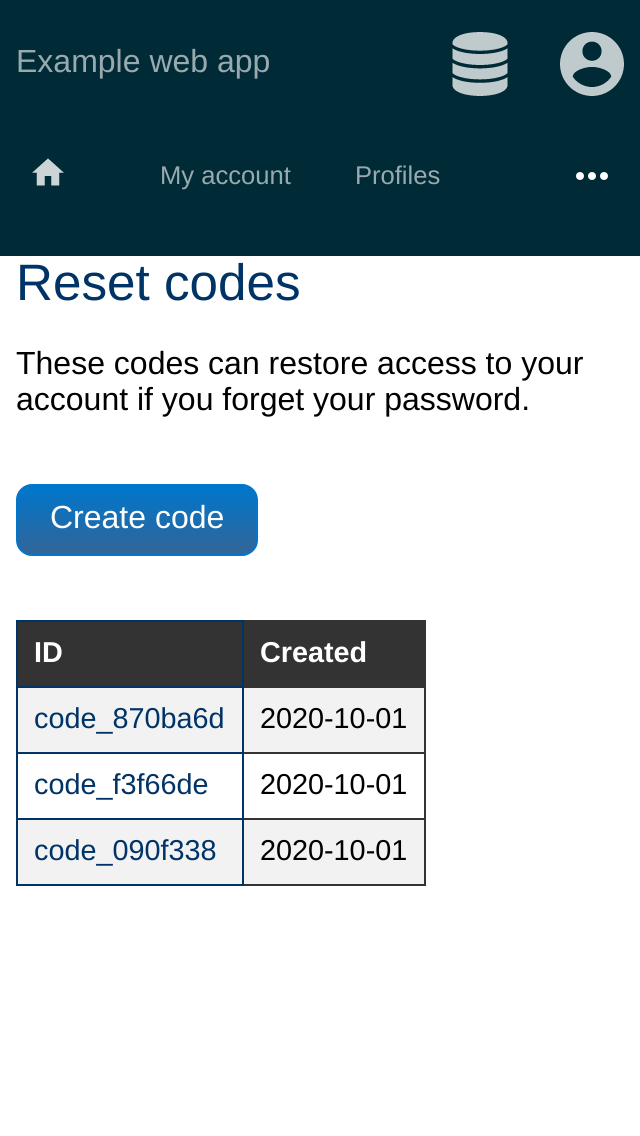 Example web app
My account Profiles
Reset codes
These codes can restore access to your
account if you forget your password.
Create code
ID Created
code_870ba6d 2020-10-01
code_f3f66de 2020-10-01
code_090f338 2020-10-01